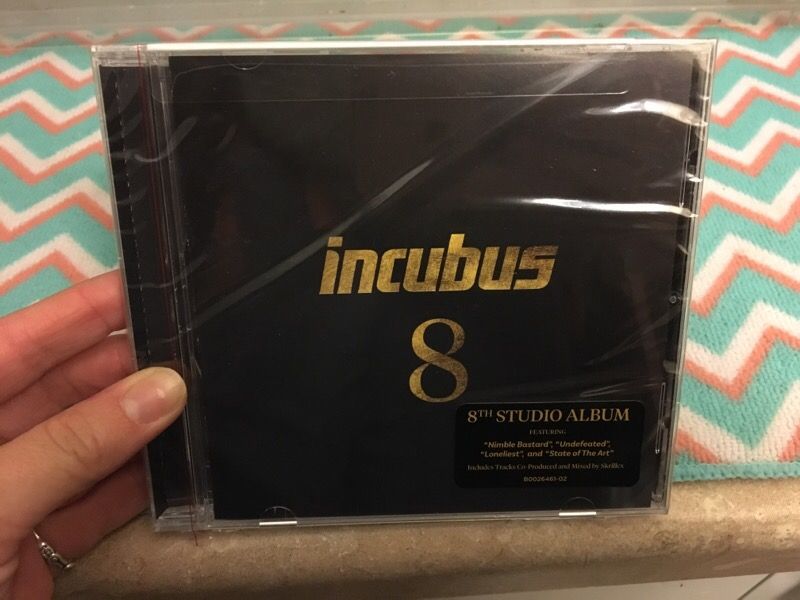 incubus
8
8TH STUDIO ALBUM
FEATURING
"Nimble Bastard", "Undefeated",
"Loneliest", and "State of The Art"
Includes Tracks Co-Produced and Mixed by Skrillex
B0026461-02